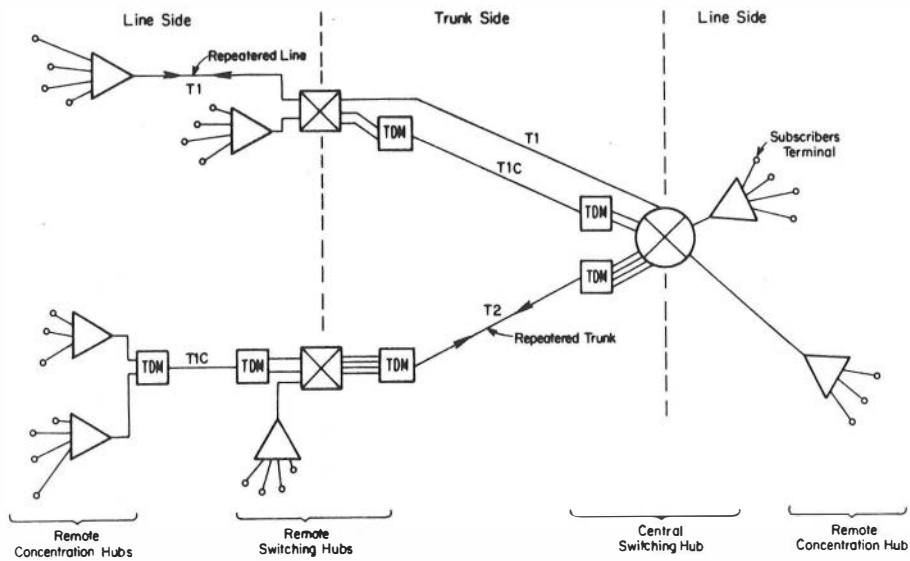 Line Side
Trunk Side
Line Side
Repeatered Line
T1
TDM
T1
T1C
Subscribers
Terminal
TDM
TDM
T2
Repeatered Trunk
TDM
T1C
TDM
TDM
Remote
Concentration Hubs
Remote
Switching Hubs
Central
Switching Hub
Remote
Concentration Hub